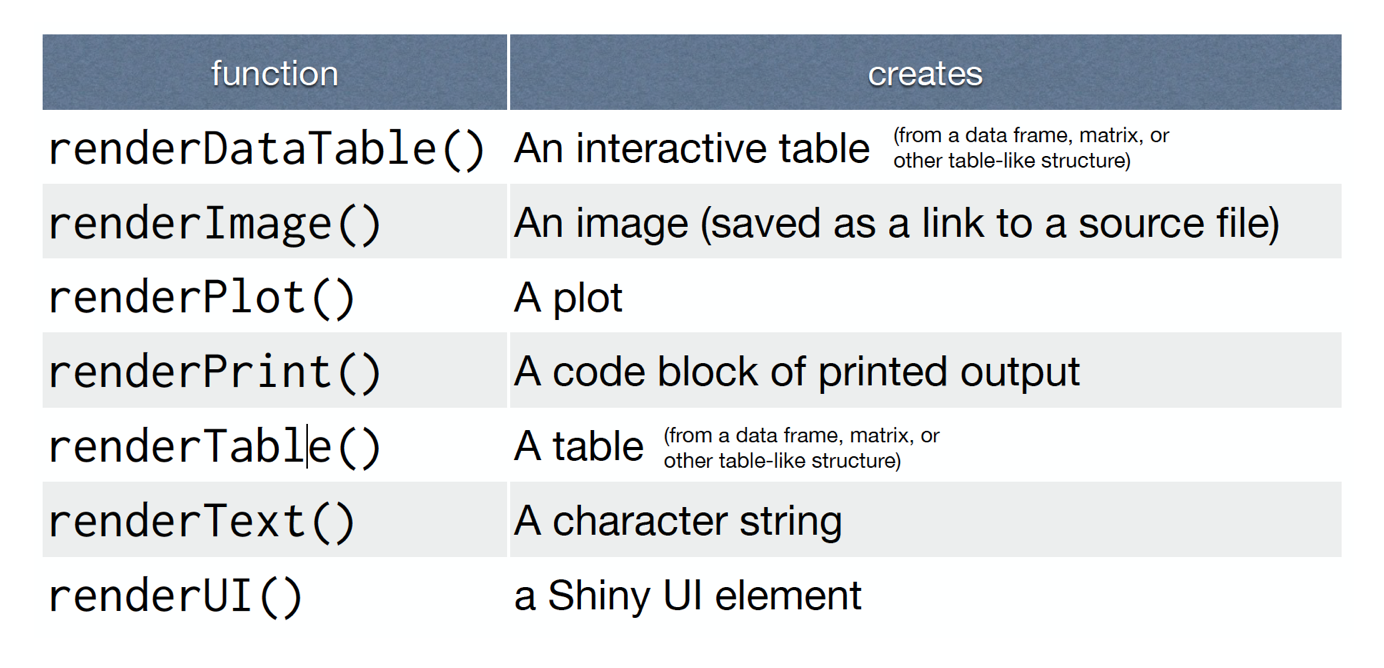 function creates
renderDataTable() An interactive table (from a data frame, matrix, or
other table-like structure)
renderImage() An image (saved as a link to a source file)
renderPlot() A plot
renderPrint() A code block of printed output
renderTable() A table (from a data frame, matrix, or
other table-like structure)
renderText() A character string
renderUI() a Shiny UI element